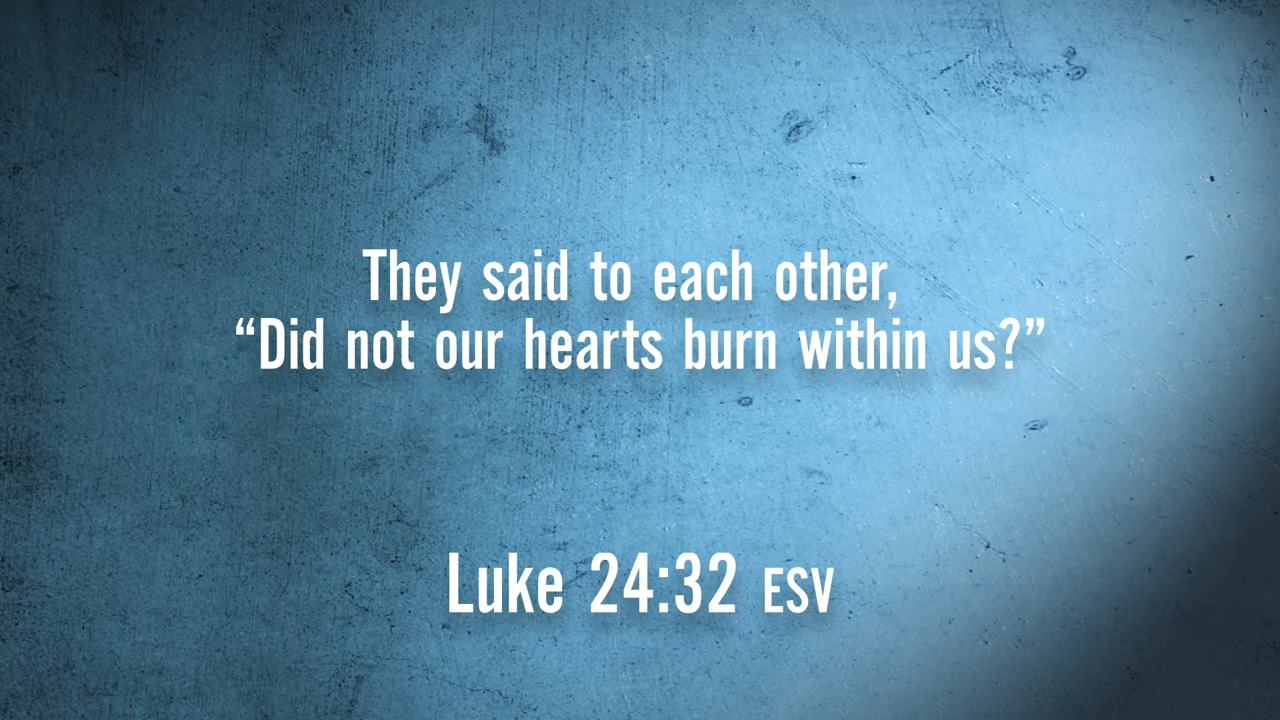 They said to each other,
“Did not our hearts burn within us?”
Luke 24:32 ESV